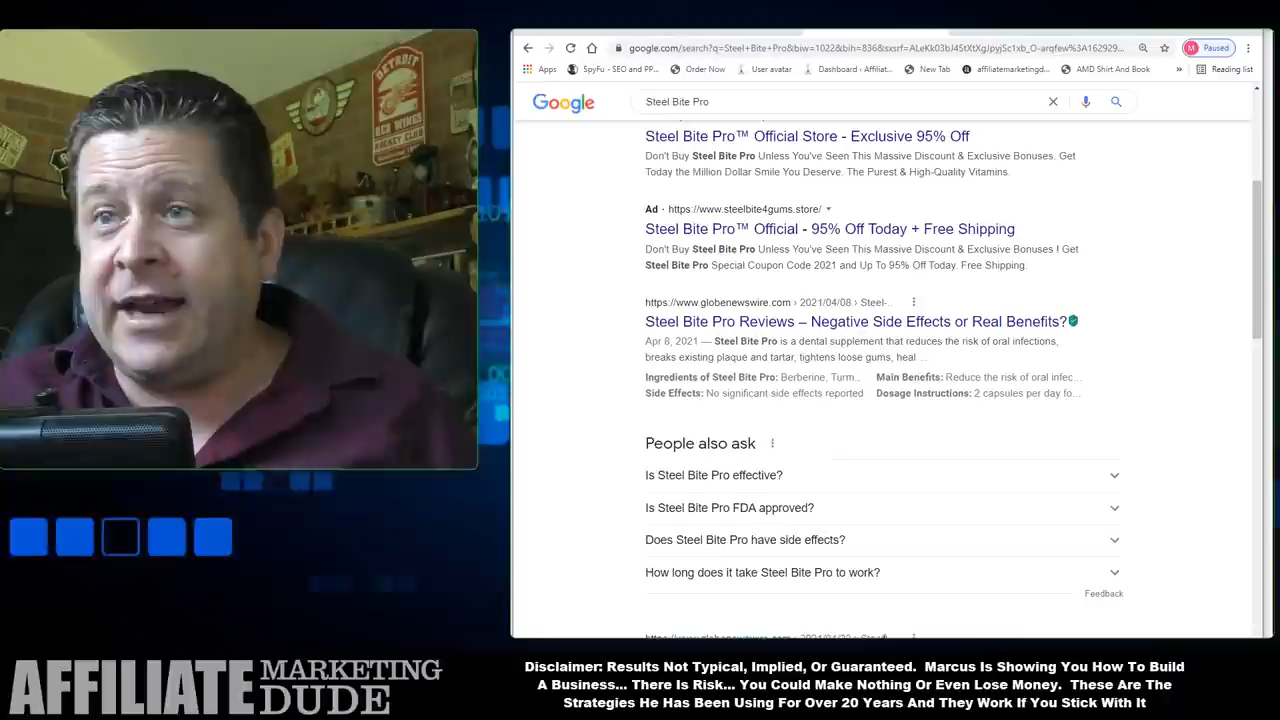 google.com/search?q=Steel+Bite+Pro&biw=1022&bih=836&sxsrf=
M Paused
Apps SpyFu - SEO and PP... Order Now User avatar Dashboard ‹ Affiliat... New Tab affiliatemarketingd... AMD Shirt And Book » Reading list
Google Steel Bite Pro
Steel Bite Pro™ Official Store - Exclusive 95% Off
Don't Buy Steel Bite Pro Unless You've Seen This Massive Discount & Exclusive Bonuses. Get
Today the Million Dollar Smile You Deserve. The Purest & High-Quality Vitamins.
Ad · https://www.steelbite4gums.store/
Steel Bite Pro™ Official - 95% Off Today + Free Shipping
Don't Buy Steel Bite Pro Unless You've Seen This Massive Discount & Exclusive Bonuses ! Get
Steel Bite Pro Special Coupon Code 2021 and Up To 95% Off Today. Free Shipping.
https://www.globenewswire.com › 2021/04/08 › Steel-..
Steel Bite Pro Reviews – Negative Side Effects or Real Benefits?
Apr 8, 2021 — Steel Bite Pro is a dental supplement that reduces the risk of oral infections,
breaks existing plaque and tartar, tightens loose gums, heal ...
Ingredients of Steel Bite Pro: Berberine, Turm.. Main Benefits: Reduce the risk of oral infec...
Side Effects: No significant side effects reported Dosage Instructions: 2 capsules per day fo...
People also ask
Is Steel Bite Pro effective?
Is Steel Bite Pro FDA approved?
Does Steel Bite Pro have side effects?
How long does it take Steel Bite Pro to work?
Feedback
DETROIT
RED WINGS
HOCKEY CLUB
AFFILIATE MARKETING
DUDE
Disclaimer: Results Not Typical, Implied, Or Guaranteed. Marcus Is Showing You How To Build
A Business... There Is Risk... You Could Make Nothing Or Even Lose Money. These Are The
Strategies He Has Been Using For Over 20 Years And They Work If You Stick With It